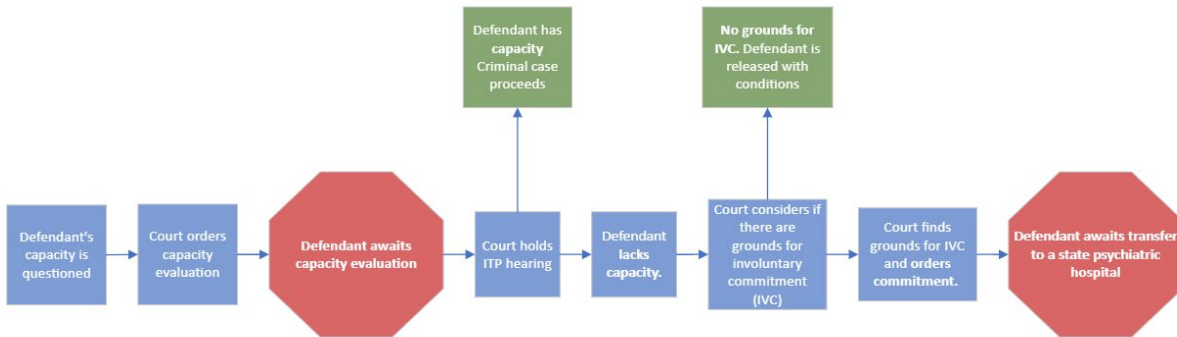 Defendant's
capacity is
questioned
Court orders
capacity
evaluation
Defendant awaits
capacity evaluation
Court holds
ITP hearing
Defendant has
capacity
Criminal case
proceeds
Defendant
lacks
capacity.
Court considers if
there are
grounds for
involuntary
commitment
(IVC)
No grounds for
IVC. Defendant is
released with
conditions
Court finds
grounds for IVC
and orders
commitment.
Defendant awaits transfer
to a state psychiatric
hospital